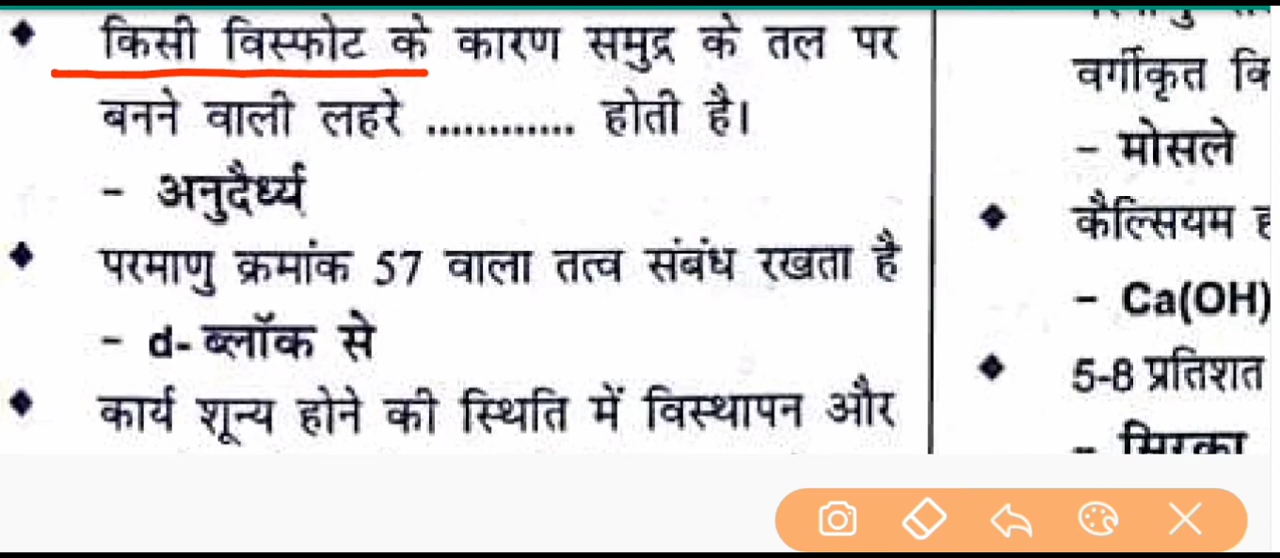 किसी विस्फोट के कारण समुद्र के तल पर
बनने वाली लहरे ............ होती है।
- अनुदैर्ध्य
परमाणु क्रमांक 57 वाला तत्व संबंध रखता है
- d- ब्लॉक से
कार्य शून्य होने की स्थिति में विस्थापन और
वर्गीकृत
- मोसले
कैल्सियम
- Ca(OH)
5-8 प्रतिशत
- सिरका